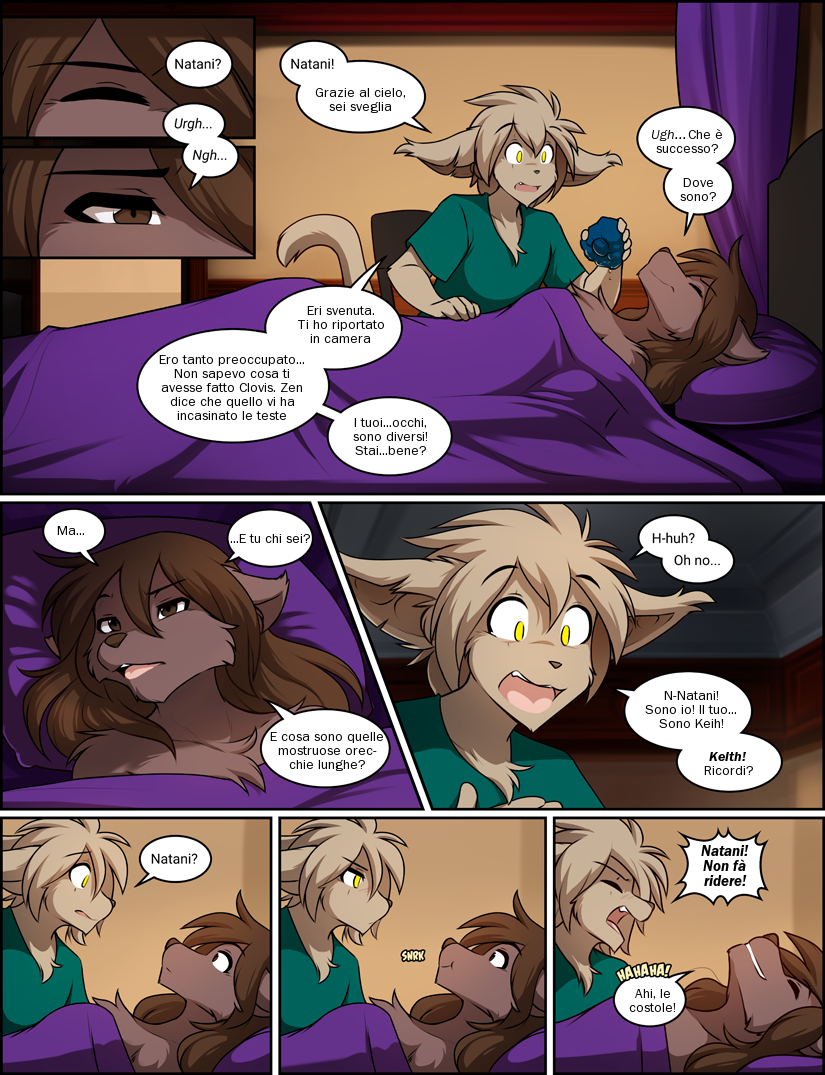 Natani?
Urgh...
Ngh...
Natani!
Grazie al cielo,
sei sveglia
Ugh...Che è
successo?
Dove
sono?
Eri svenuta.
Ti ho riportato
in camera
Ero tanto preoccupato...
Non sapevo cosa ti
avesse fatto Clovis. Zen
dice che quello vi ha
incasinato le teste
I tuoi...occhi,
sono diversi!
Stai...bene?
Ma...
...E tu chi sei?
E cosa sono quelle
mostruose orec-
chie lunghe?
H-huh?
Oh no...
N-Natani!
Sono io! Il tuo...
Sono Keih!
Keith!
Ricordi?
Natani?
SNRK
Natani!
Non fà
ridere!
HAHAHA!
Ahi, le
costole!